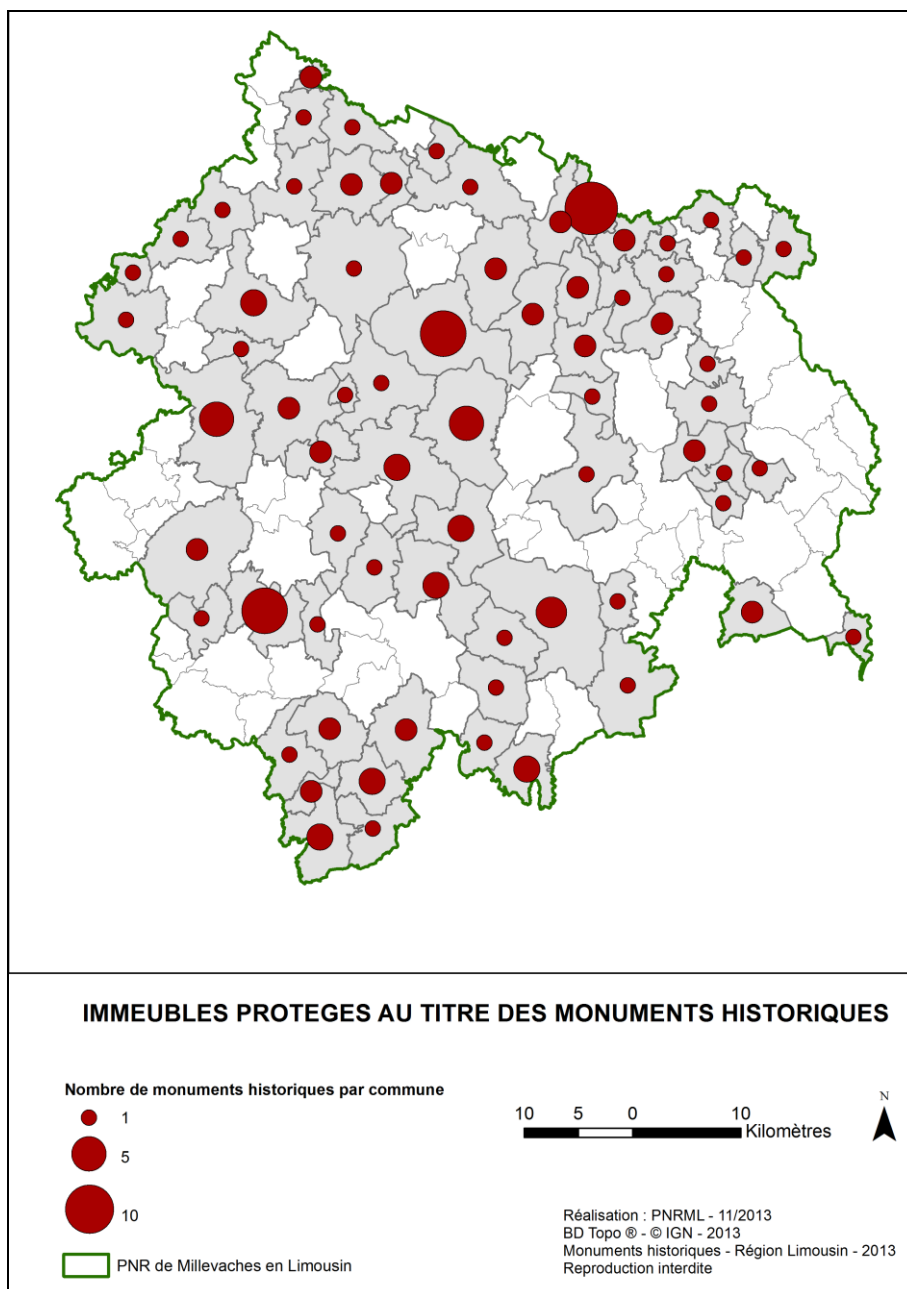 IMMEUBLES PROTEGES AU TITRE DES MONUMENTS HISTORIQUES
Nombre de monuments historiques par commune
1
5
10
PNR de Millevaches en Limousin
N
10 5 0 10
Kilomètres
Réalisation : PNRML - 11/2013
BD Topo ® - © IGN - 2013
Monuments historiques - Région Limousin - 2013
Reproduction interdite